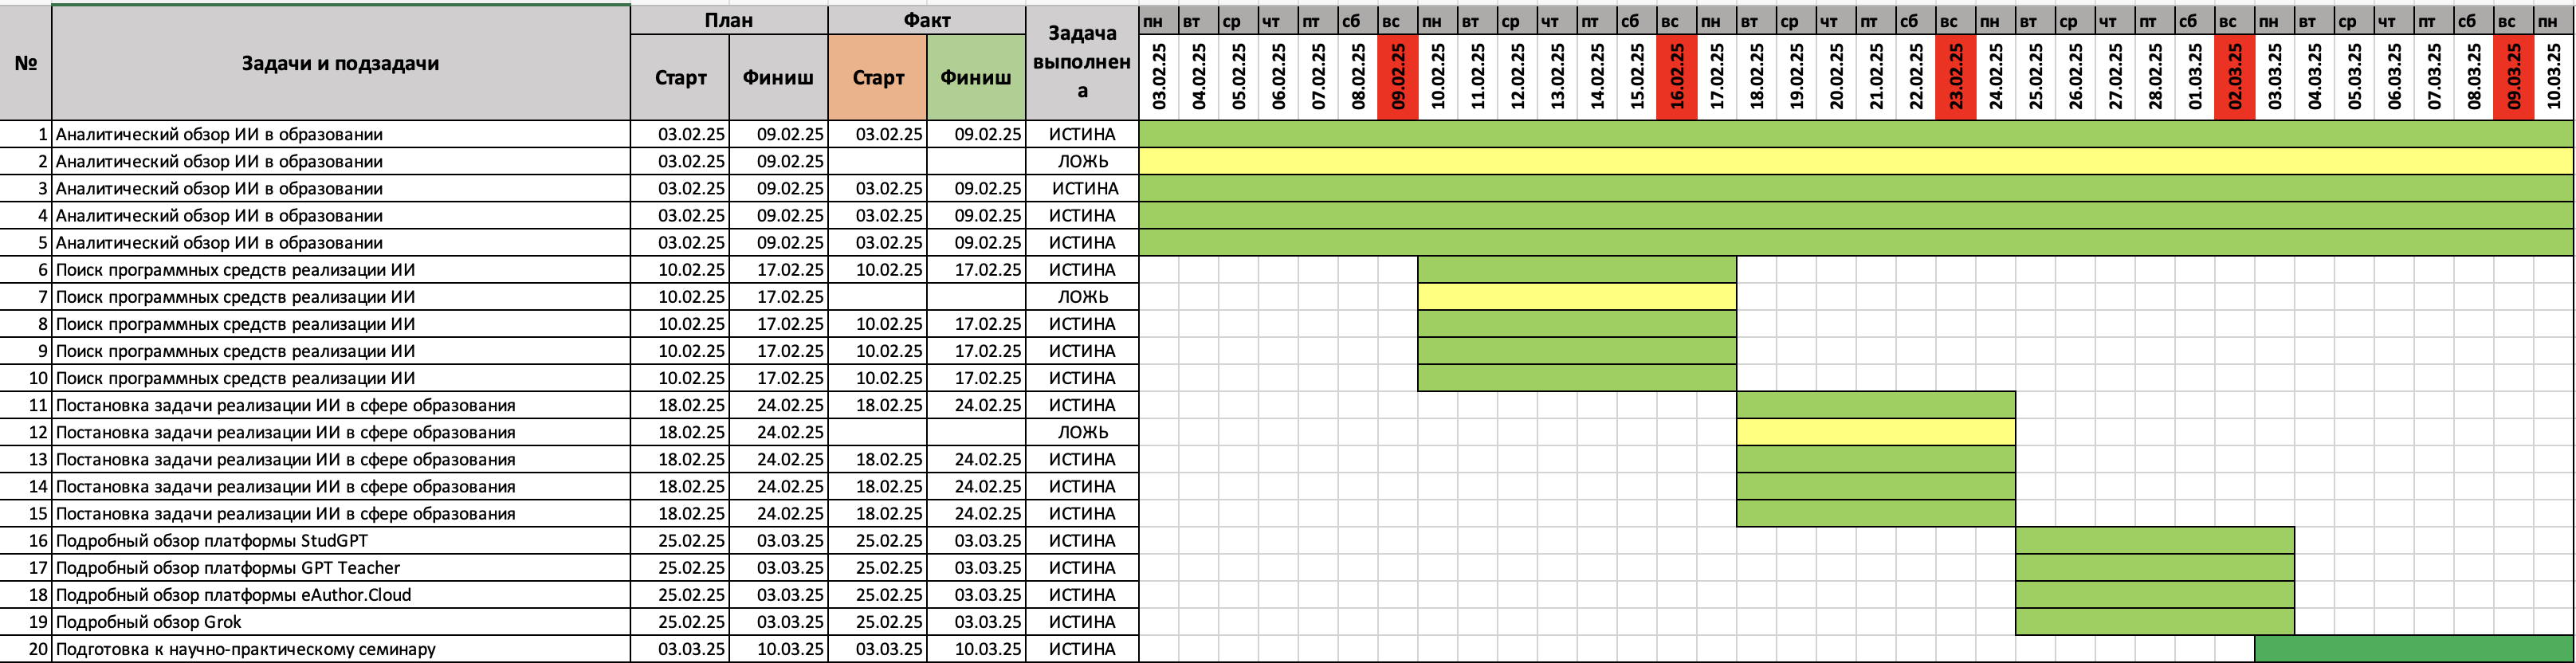 № Задачи и подзадачи План Факт Задача выполнена пн вт ср чт пт сб вс пн вт ср чт пт сб вс пн вт ср чт пт сб вс пн вт ср чт пт сб вс пн вт ср чт пт сб вс пн
Старт Финиш Старт Финиш 03.02.25 04.02.25 05.02.25 06.02.25 07.02.25 08.02.25 09.02.25 10.02.25 11.02.25 12.02.25 13.02.25 14.02.25 15.02.25 16.02.25 17.02.25 18.02.25 19.02.25 20.02.25 21.02.25 22.02.25 23.02.25 24.02.25 25.02.25 26.02.25 27.02.25 28.02.25 01.03.25 02.03.25 03.03.25 04.03.25 05.03.25 06.03.25 07.03.25 08.03.25 09.03.25 10.03.25
1 Аналитический обзор ИИ в образовании 03.02.25 09.02.25 03.02.25 09.02.25 ИСТИНА
2 Аналитический обзор ИИ в образовании 03.02.25 09.02.25 ЛОЖЬ
3 Аналитический обзор ИИ в образовании 03.02.25 09.02.25 03.02.25 09.02.25 ИСТИНА
4 Аналитический обзор ИИ в образовании 03.02.25 09.02.25 03.02.25 09.02.25 ИСТИНА
5 Аналитический обзор ИИ в образовании 03.02.25 09.02.25 03.02.25 09.02.25 ИСТИНА
6 Поиск программных средств реализации ИИ 10.02.25 17.02.25 10.02.25 17.02.25 ИСТИНА
7 Поиск программных средств реализации ИИ 10.02.25 17.02.25 ЛОЖЬ
8 Поиск программных средств реализации ИИ 10.02.25 17.02.25 10.02.25 17.02.25 ИСТИНА
9 Поиск программных средств реализации ИИ 10.02.25 17.02.25 10.02.25 17.02.25 ИСТИНА
10 Поиск программных средств реализации ИИ 10.02.25 17.02.25 10.02.25 17.02.25 ИСТИНА
11 Постановка задачи реализации ИИ в сфере образования 18.02.25 24.02.25 18.02.25 24.02.25 ИСТИНА
12 Постановка задачи реализации ИИ в сфере образования 18.02.25 24.02.25 ЛОЖЬ
13 Постановка задачи реализации ИИ в сфере образования 18.02.25 24.02.25 18.02.25 24.02.25 ИСТИНА
14 Постановка задачи реализации ИИ в сфере образования 18.02.25 24.02.25 18.02.25 24.02.25 ИСТИНА
15 Постановка задачи реализации ИИ в сфере образования 18.02.25 24.02.25 18.02.25 24.02.25 ИСТИНА
16 Подробный обзор платформы StudGPT 25.02.25 03.03.25 25.02.25 03.03.25 ИСТИНА
17 Подробный обзор платформы GPT Teacher 25.02.25 03.03.25 25.02.25 03.03.25 ИСТИНА
18 Подробный обзор платформы eAuthor.Cloud 25.02.25 03.03.25 25.02.25 03.03.25 ИСТИНА
19 Подробный обзор Grok 25.02.25 03.03.25 25.02.25 03.03.25 ИСТИНА
20 Подготовка к научно-практическому семинару 03.03.25 10.03.25 03.03.25 10.03.25 ИСТИНА